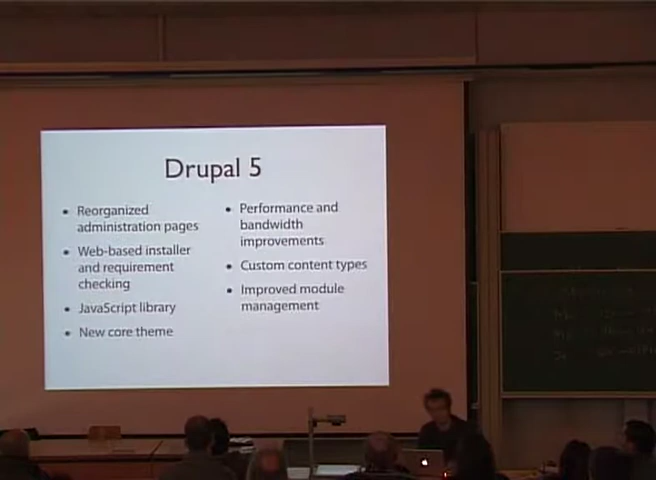 Drupal 5
• Reorganized
administration pages
• Web-based installer
and requirement
checking
• JavaScript library
• New core theme
• Performance and
bandwidth
improvements
• Custom content types
• Improved module
management